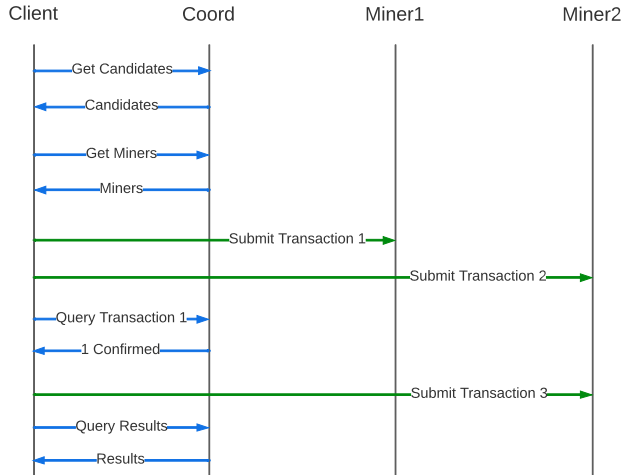 Client Coord Miner1 Miner2
Get Candidates
Candidates
Get Miners
Miners
Submit Transaction 1
Submit Transaction 2
Query Transaction 1
1 Confirmed
Submit Transaction 3
Query Results
Results